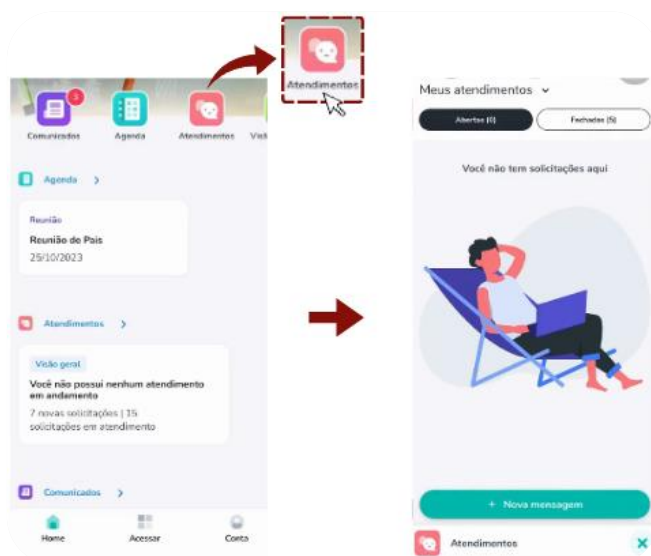 Atendimentos
3
Comunicados
Agenda
Atendimentos
Agenda >
Reunião
Reunião de Pais
25/10/2023
Atendimentos >
Visão geral
Você não possui nenhum atendimento
em andamento
7 novas solicitações | 15
solicitações em atendimento
Comunicados >
Home
Acessar
Conta
Meus atendimentos
Abertos (0)
Fechados (5)
Você não tem solicitações aqui
+ Nova mensagem
Atendimentos